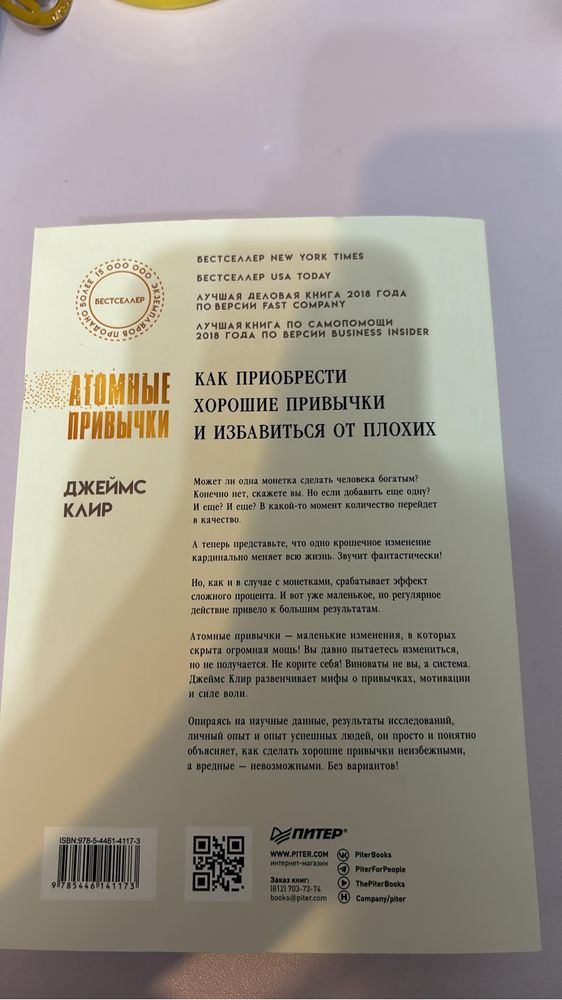 ПРОДАНО БОЛЕЕ 15 000 000 ЭКЗЕМПЛЯРОВ
БЕСТСЕЛЛЕР
БЕСТСЕЛЛЕР NEW YORK TIMES
БЕСТСЕЛЛЕР USA TODAY
ЛУЧШАЯ ДЕЛОВАЯ КНИГА 2018 ГОДА
ПО ВЕРСИИ FAST COMPANY
ЛУЧШАЯ КНИГА ПО САМОПОМОЩИ
2018 ГОДА ПО ВЕРСИИ BUSINESS INSIDER
АТОМНЫЕ
ПРИВЫЧКИ
ДЖЕЙМС
КЛИР
КАК ПРИОБРЕСТИ
ХОРОШИЕ ПРИВЫЧКИ
И ИЗБАВИТЬСЯ ОТ ПЛОХИХ
Может ли одна монетка сделать человека богатым?
Конечно нет, скажете вы. Но если добавить еще одну?
И еще? И еще? В какой-то момент количество перейдет
в качество.
А теперь представьте, что одно крошечное изменение
кардинально меняет всю жизнь. Звучит фантастически!
Но, как и в случае с монетками, срабатывает эффект
сложного процента. И вот уже маленькое, но регулярное
действие привело к большим результатам.
Атомные привычки — маленькие изменения, в которых
скрыта огромная мощь! Вы давно пытаетесь измениться,
но не получается. Не корите себя! Виноваты не вы, а система.
Джеймс Клир развенчивает мифы о привычках, мотивации
и силе воли.
Опираясь на научные данные, результаты исследований,
личный опыт и опыт успешных людей, он просто и понятно
объясняет, как сделать хорошие привычки неизбежными,
а вредные — невозможными. Без вариантов!
ISBN:978-5-4461-4117-3
9 785446 141173
ПИТЕР®
WWW.PITER.COM
интернет-магазин
Заказ книг:
(812) 703-73-74
books@piter.com
PiterBooks
PiterForPeople
ThePiterBooks
Company/piter